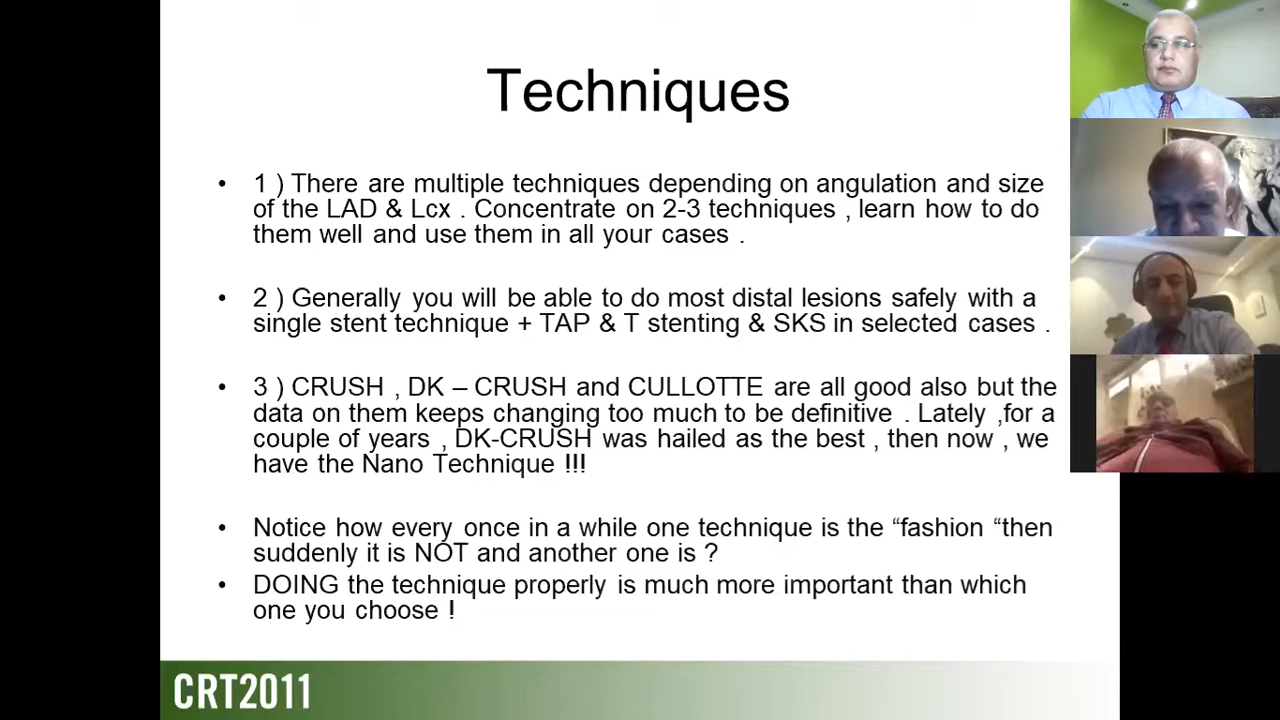 Techniques
• 1 ) There are multiple techniques depending on angulation and size
of the LAD & Lcx . Concentrate on 2-3 techniques , learn how to do
them well and use them in all your cases .
• 2 ) Generally you will be able to do most distal lesions safely with a
single stent technique + TAP & T stenting & SKS in selected cases .
• 3 ) CRUSH , DK – CRUSH and CULLOTTE are all good also but the
data on them keeps changing too much to be definitive . Lately ,for a
couple of years , DK-CRUSH was hailed as the best , then now , we
have the Nano Technique !!!
• Notice how every once in a while one technique is the “fashion “then
suddenly it is NOT and another one is ?
• DOING the technique properly is much more important than which
one you choose !
CRT2011